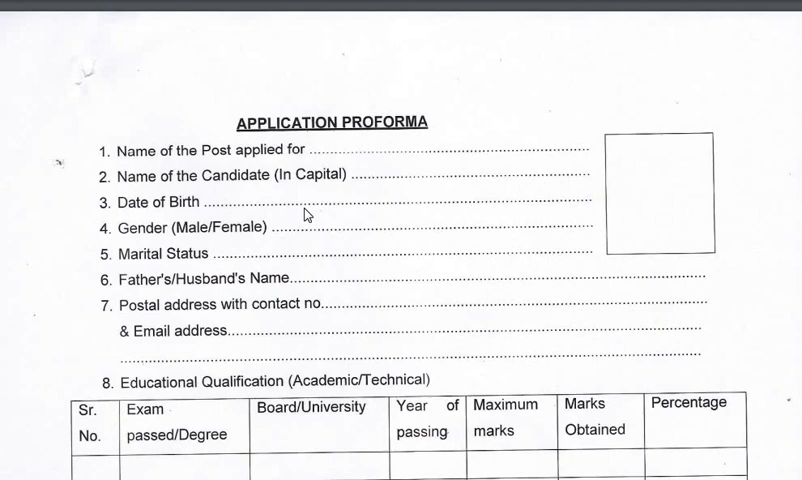 APPLICATION PROFORMA
1. Name of the Post applied for ..........................................................................
2. Name of the Candidate (In Capital) ...............................................................
3. Date of Birth ......................................................................................................
4. Gender (Male/Female) ....................................................................................
5. Marital Status ....................................................................................................
6. Father's/Husband's Name..................................................................................................................
7. Postal address with contact no..........................................................................................................
& Email address....................................................................................................................................
................................................................................................................................................................
8. Educational Qualification (Academic/Technical)
Sr. No. Exam passed/Degree Board/University Year of passing Maximum marks Marks Obtained Percentage